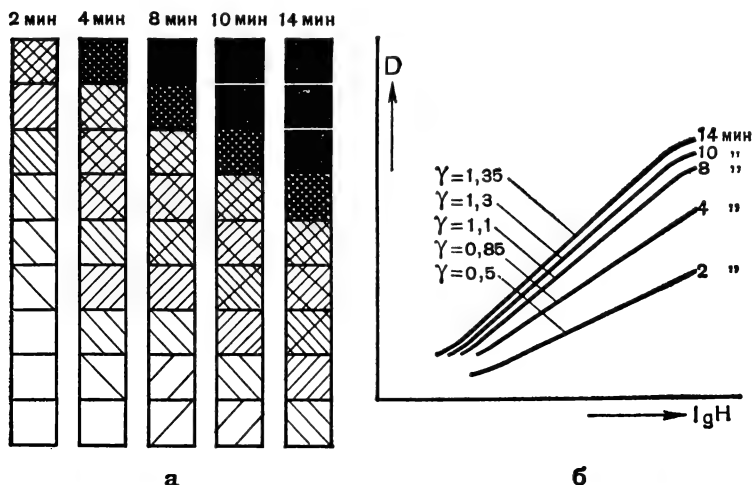 2 мин 4 мин 8 мин 10 мин 14 мин
D
14 мин
10 "
8 "
4 "
2 "
γ=1,35
γ=1,3
γ=1,1
γ=0,85
γ=0,5
lgH
а
б